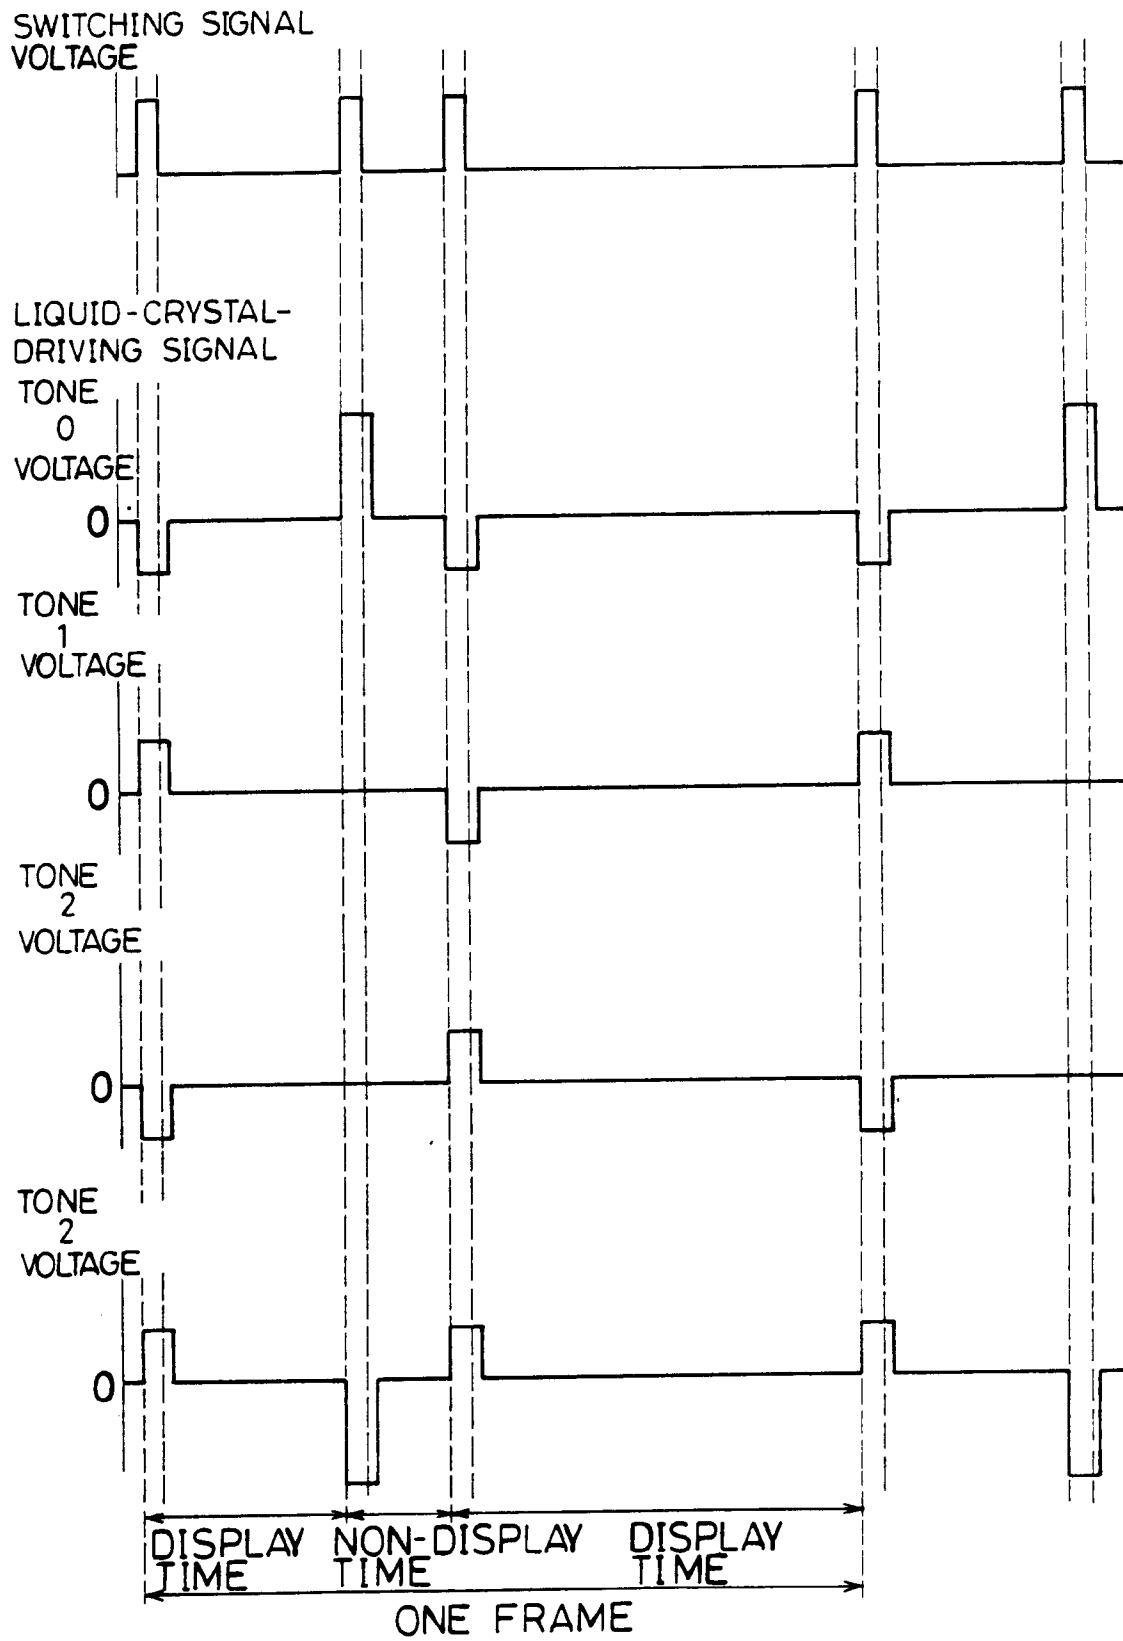 SWITCHING SIGNAL
VOLTAGE
LIQUID-CRYSTAL-
DRIVING SIGNAL
TONE
0
VOLTAGE
0
TONE
1
VOLTAGE
0
TONE
2
VOLTAGE
0
TONE
2
VOLTAGE
0
DISPLAY
TIME
NON-DISPLAY
TIME
DISPLAY
TIME
ONE FRAME